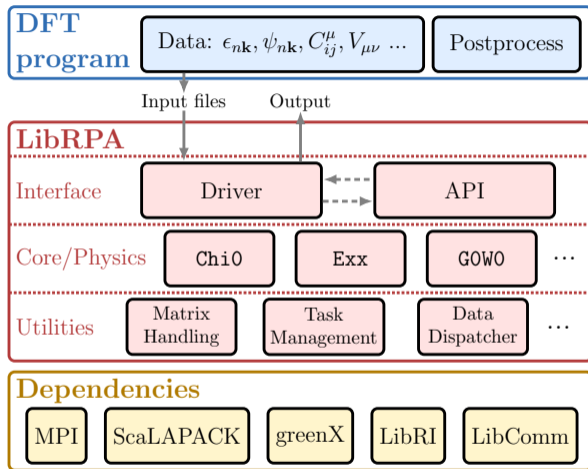 DFT program
Data: ϵ_{n𝐤}, ψ_{n𝐤}, C^μ_{ij}, V_{μν} ...
Postprocess
Input files
Output
LibRPA
Interface
Driver
API
Core/Physics
Chi0
Exx
G0W0
...
Utilities
Matrix Handling
Task Management
Data Dispatcher
...
Dependencies
MPI
ScaLAPACK
greenX
LibRI
LibComm